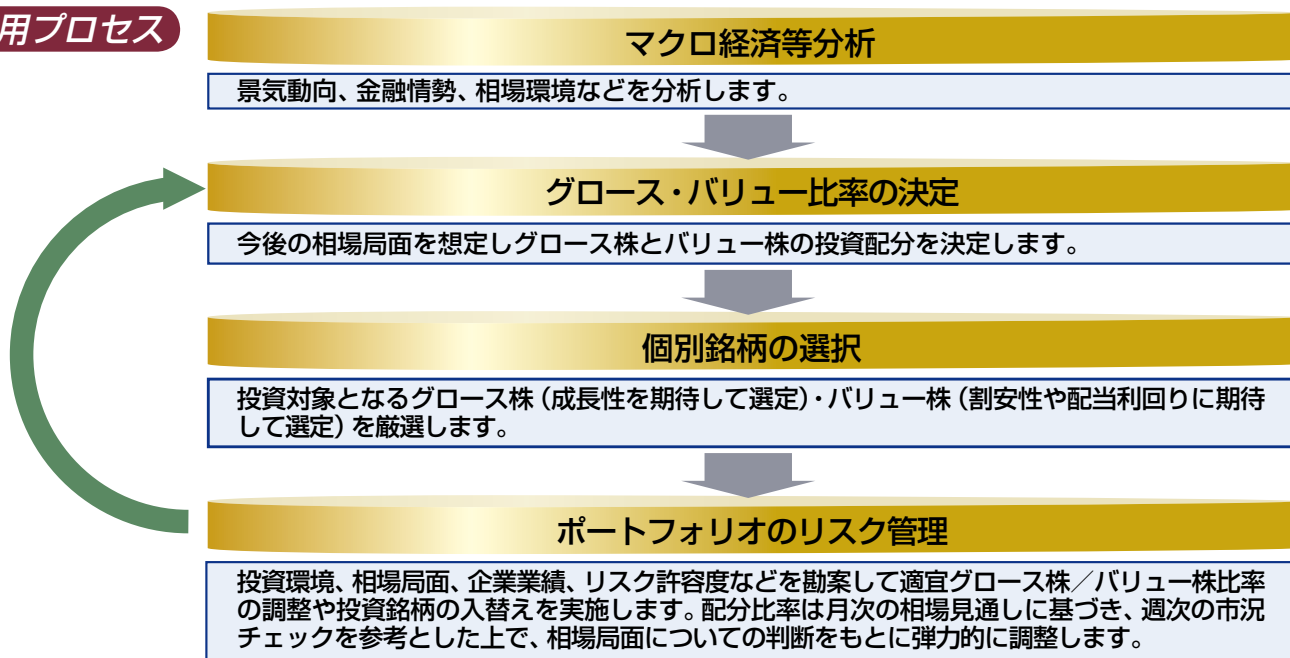 用プロセス
マクロ経済等分析
景気動向、金融情勢、相場環境などを分析します。
グロース・バリュー比率の決定
今後の相場局面を想定しグロース株とバリュー株の投資配分を決定します。
個別銘柄の選択
投資対象となるグロース株（成長性を期待して選定）・バリュー株（割安性や配当利回りに期待
して選定）を厳選します。
ポートフォリオのリスク管理
投資環境、相場局面、企業業績、リスク許容度などを勘案して適宜グロース株／バリュー株比率
の調整や投資銘柄の入替えを実施します。配分比率は月次の相場見通しに基づき、週次の市況
チェックを参考とした上で、相場局面についての判断をもとに弾力的に調整します。